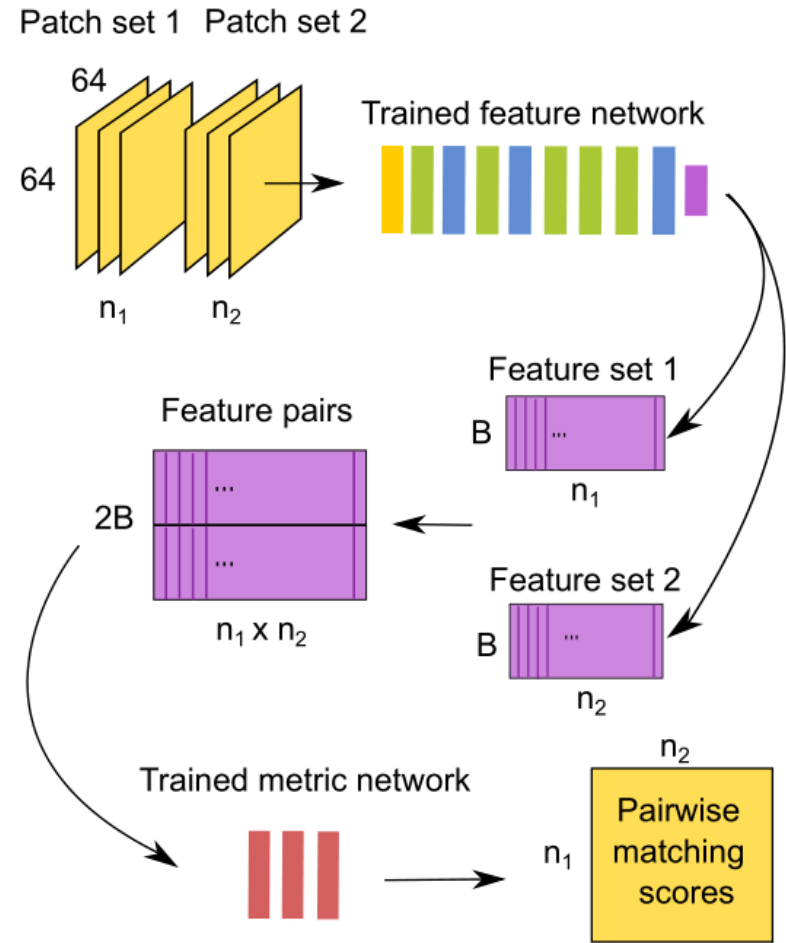 Patch set 1 Patch set 2
64
64
n₁ n₂
Trained feature network
Feature set 1
B
...
n₁
Feature pairs
2B
...
...
n₁ x n₂
Feature set 2
B
...
n₂
Trained metric network
n₂
n₁
Pairwise
matching
scores